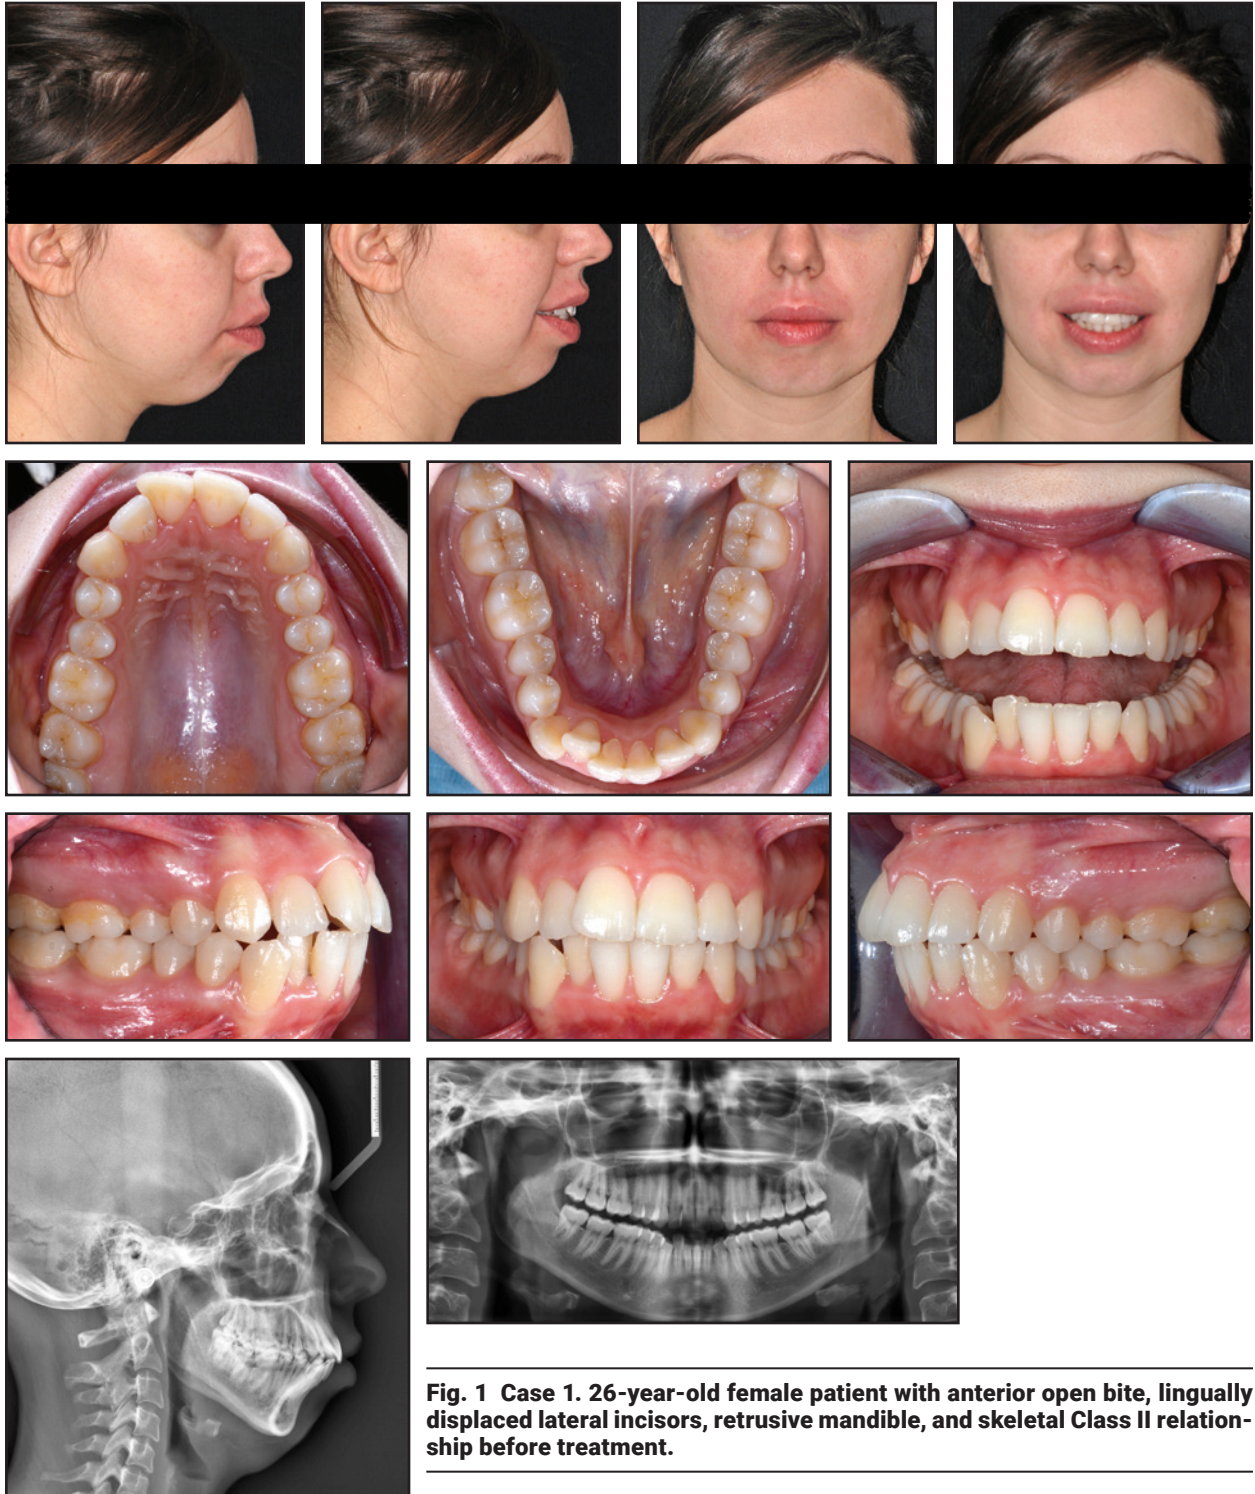 Fig. 1 Case 1. 26-year-old female patient with anterior open bite, lingually
displaced lateral incisors, retrusive mandible, and skeletal Class II relation-
ship before treatment.